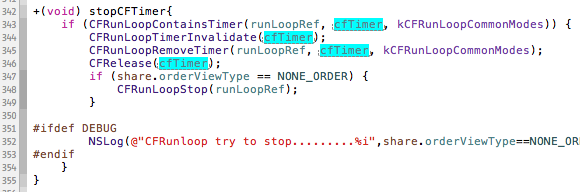 342 +(void) stopCFTimer{
343 if (CFRunLoopContainsTimer(runLoopRef, cfTimer, kCFRunLoopCommonModes)) {
344 CFRunLoopTimerInvalidate(cfTimer);
345 CFRunLoopRemoveTimer(runLoopRef, cfTimer, kCFRunLoopCommonModes);
346 CFRelease(cfTimer);
347 if (share.orderViewType == NONE_ORDER) {
348 CFRunLoopStop(runLoopRef);
349 }
350
351 #ifdef DEBUG
352 NSLog(@"CFRunloop try to stop.........%i",share.orderViewType==NONE_OR
353 #endif
354 }
355 }